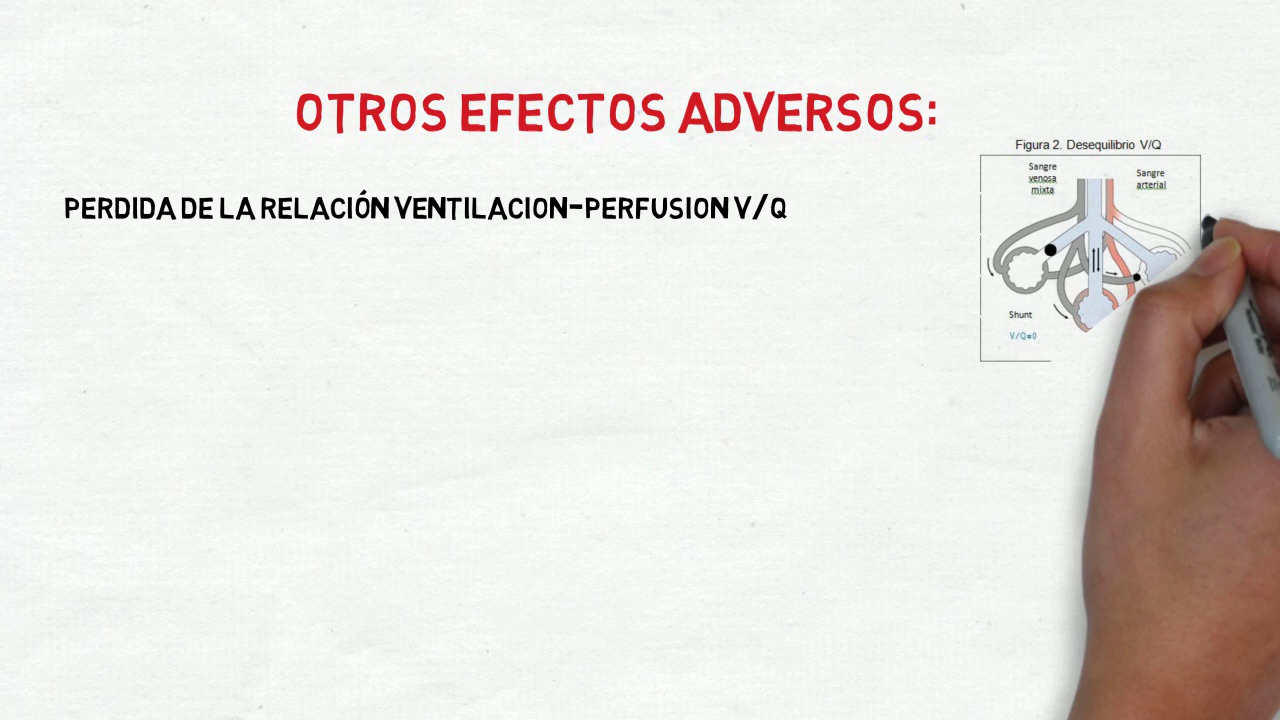 OTROS EFECTOS ADVERSOS:
PERDIDA DE LA RELACIÓN VENTILACION-PERFUSION V/Q
Figura 2. Desequilibrio V/Q
Sangre
venosa
mixta
Sangre
arterial
Shunt
V/Q=0